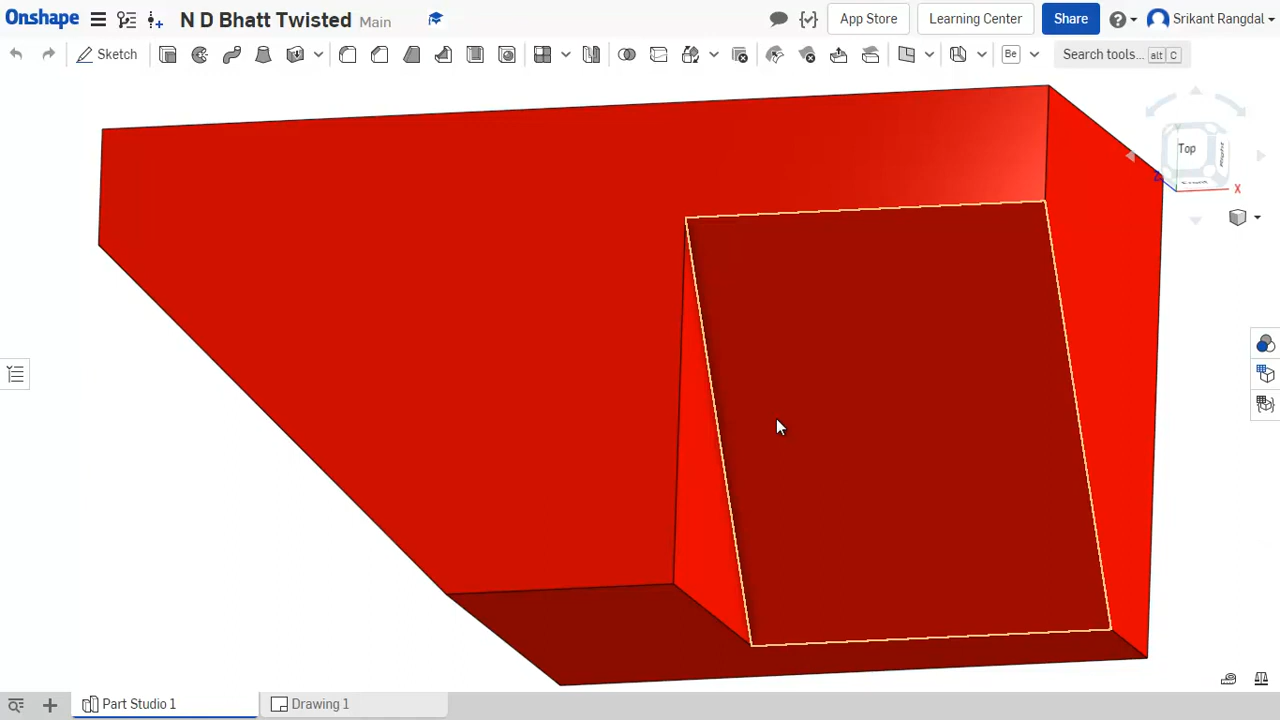 Onshape N D Bhatt Twisted Main App Store Learning Center Share Srikant Rangdal
Sketch Be Search tools... alt C
Top
Front
X
Z
Part Studio 1 Drawing 1